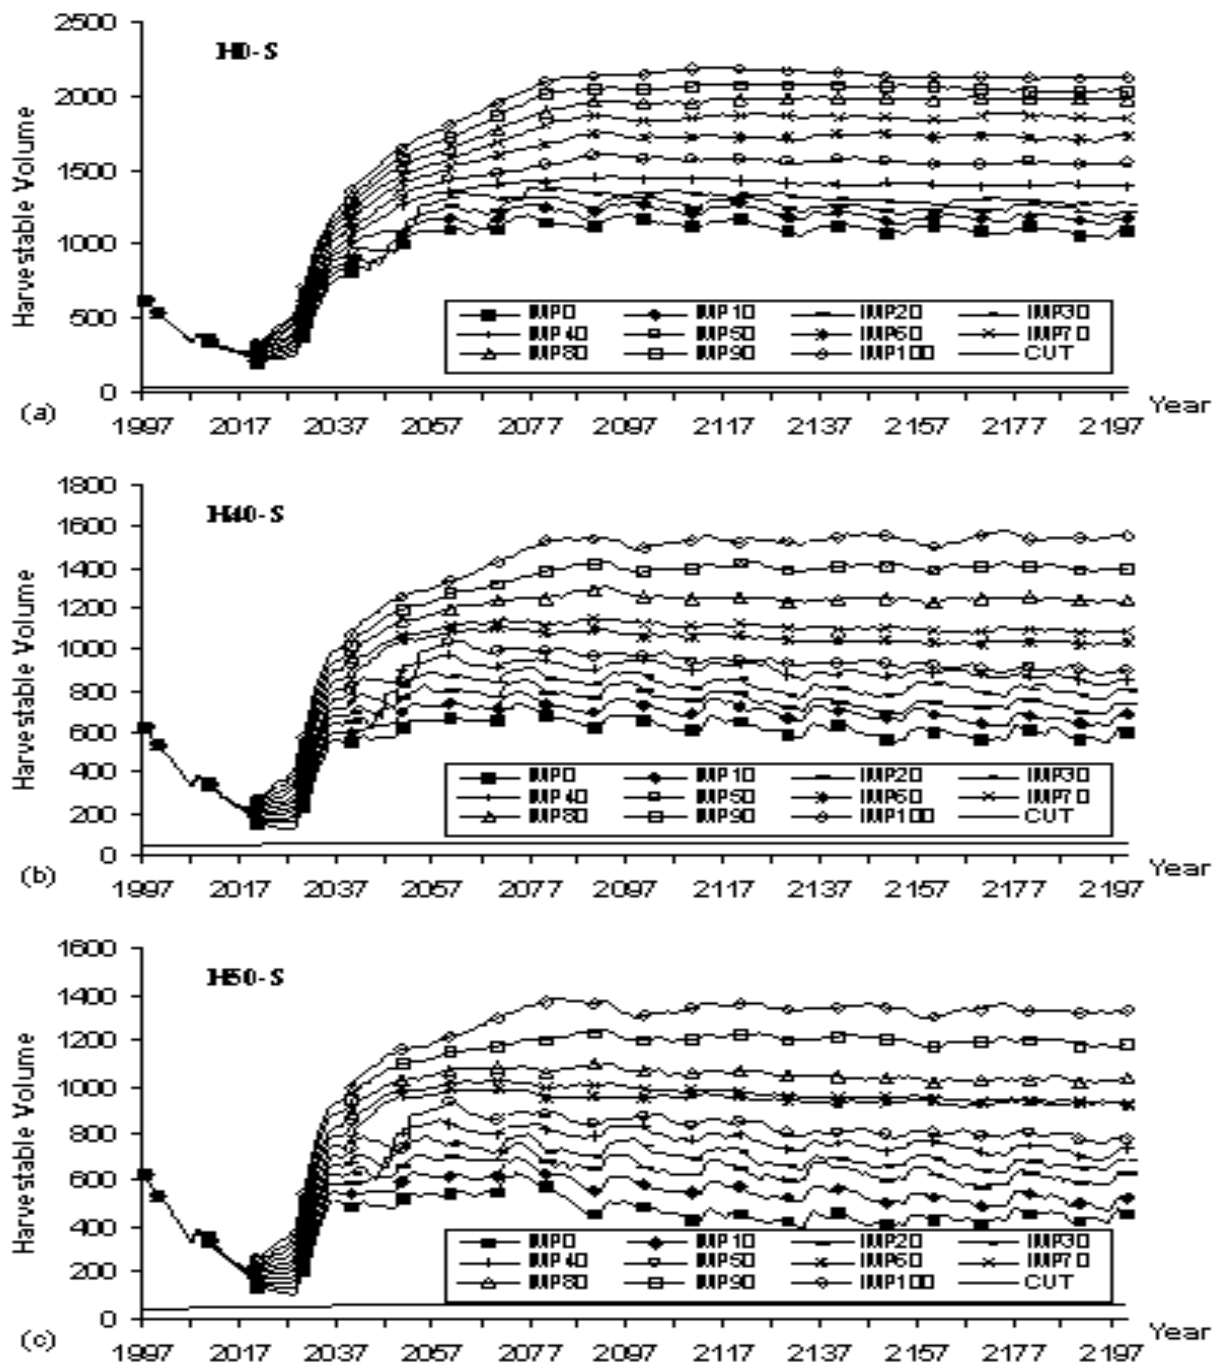 2500
H0-S
2000
1500
1000
500
0
Harvestable Volume
IMP0 IMP10 IMP20 IMP30
IMP40 IMP50 IMP60 IMP70
IMP80 IMP90 IMP100 CUT
(a)
Year
1997 2017 2037 2057 2077 2097 2117 2137 2157 2177 2197
1800
H40-S
1600
1400
1200
1000
800
600
400
200
0
Harvestable Volume
IMP0 IMP10 IMP20 IMP30
IMP40 IMP50 IMP60 IMP70
IMP80 IMP90 IMP100 CUT
(b)
Year
1997 2017 2037 2057 2077 2097 2117 2137 2157 2177 2197
1600
H50-S
1400
1200
1000
800
600
400
200
0
Harvestable Volume
IMP0 IMP10 IMP20 IMP30
IMP40 IMP50 IMP60 IMP70
IMP80 IMP90 IMP100 CUT
(c)
Year
1997 2017 2037 2057 2077 2097 2117 2137 2157 2177 2197